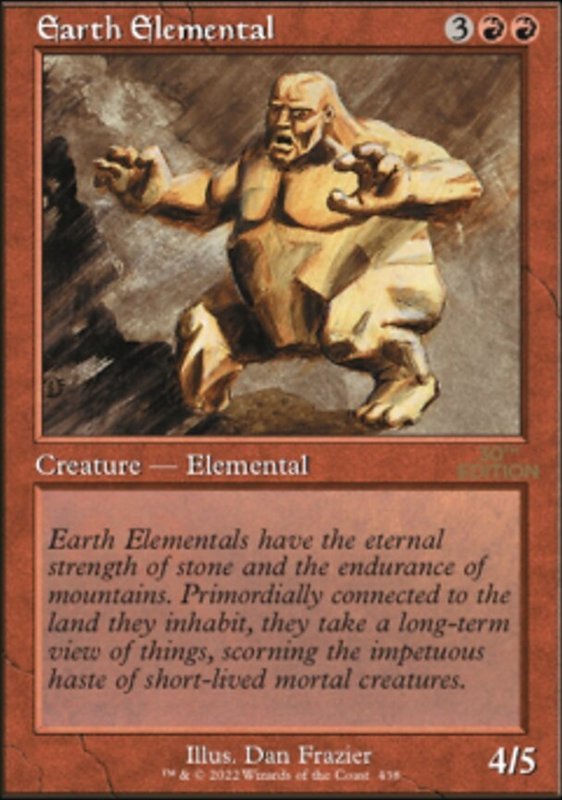 Earth Elemental 3
30TH
EDITION
Creature — Elemental
Earth Elementals have the eternal
strength of stone and the endurance of
mountains. Primordially connected to the
land they inhabit, they take a long-term
view of things, scorning the impetuous
haste of short-lived mortal creatures.
Illus. Dan Frazier
™ & © 2022 Wizards of the Coast 438
4/5